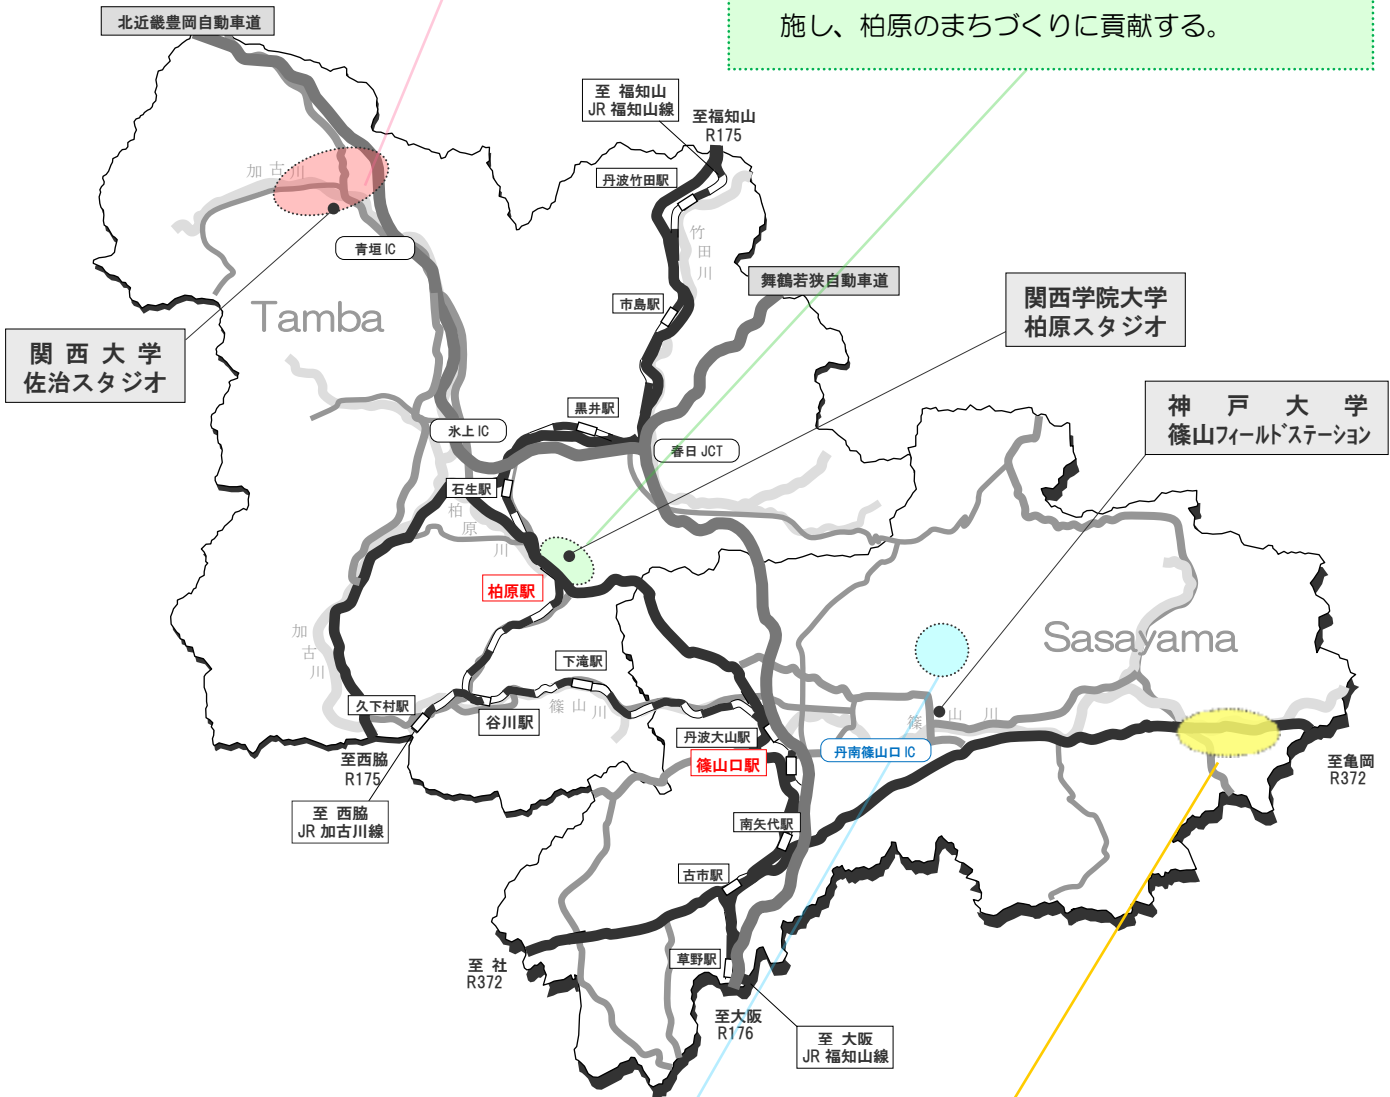 北近畿豊岡自動車道
施し、柏原のまちづくりに貢献する。
至 福知山
JR 福知山線
至福知山
R175
加古川
丹波竹田駅
竹田川
青垣 IC
舞鶴若狭自動車道
関西学院大学
柏原スタジオ
市島駅
Tamba
関西大学
佐治スタジオ
神戸大学
篠山フィールドステーション
黒井駅
氷上 IC
春日 JCT
石生駅
柏原川
柏原駅
加古川
Sasayama
下滝駅
久下村駅
谷川駅
篠山川
篠山川
丹波大山駅
丹南篠山口 IC
篠山口駅
至西脇
R175
至亀岡
R372
至 西脇
JR 加古川線
南矢代駅
古市駅
草野駅
至 社
R372
至大阪
R176
至 大阪
JR 福知山線